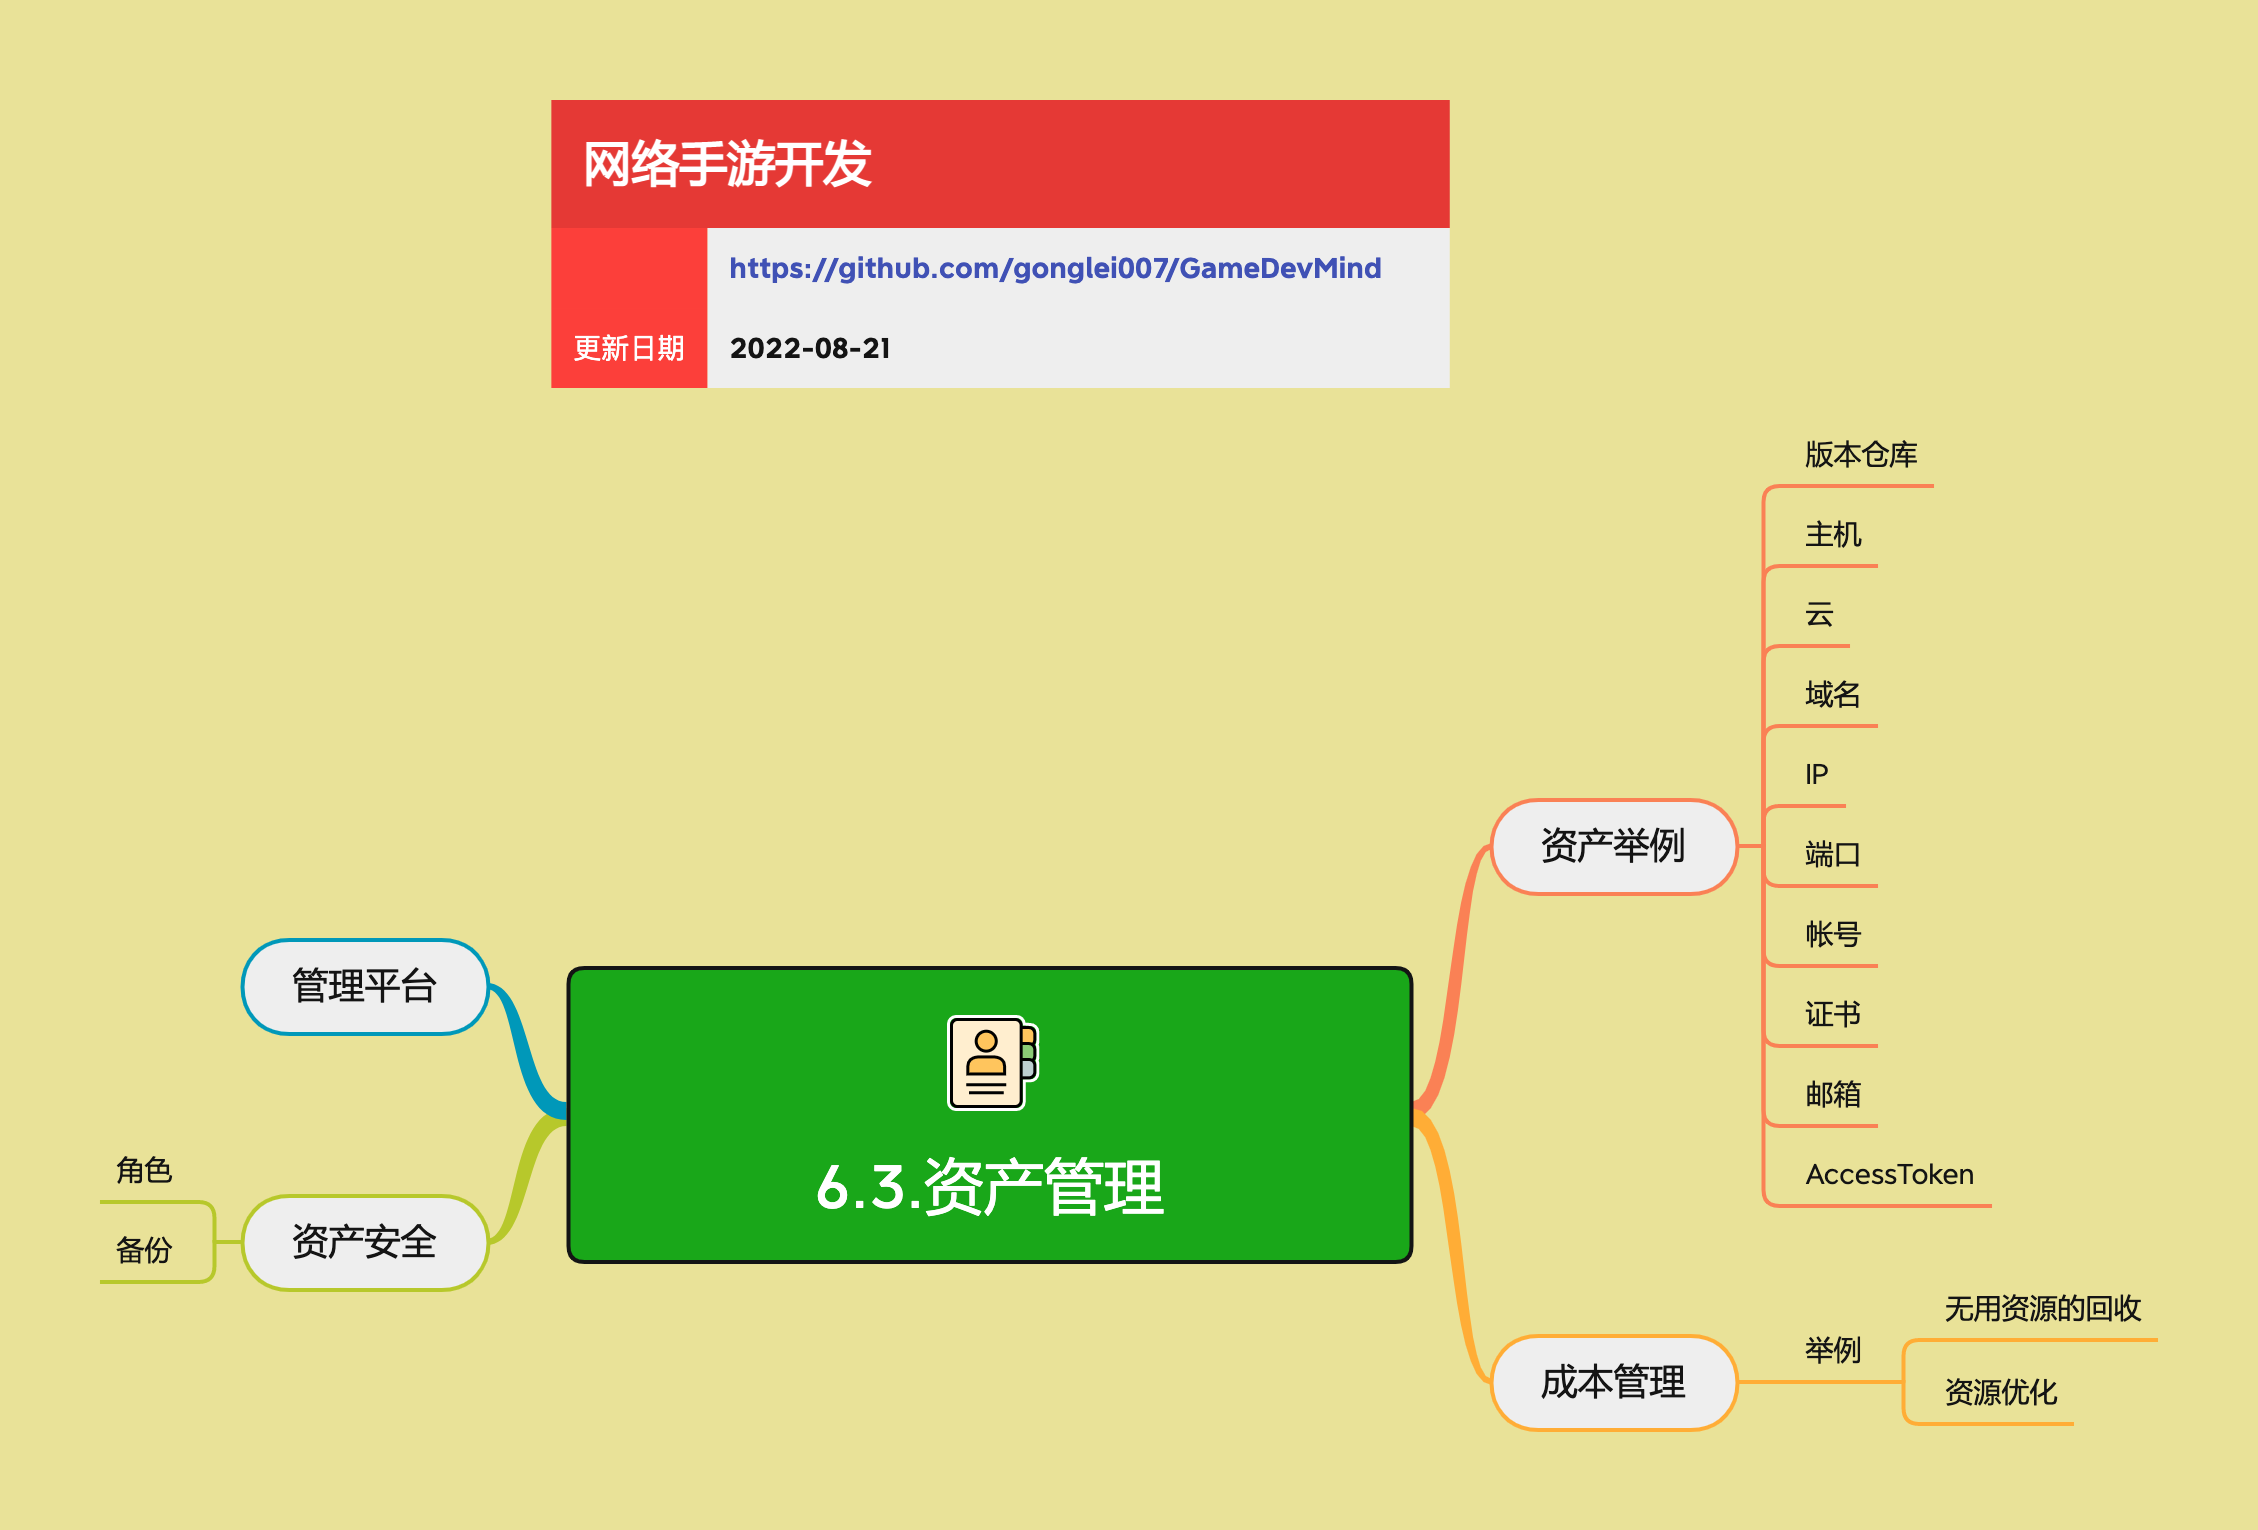 网络手游开发
https://github.com/gonglei007/GameDevMind
更新日期 2022-08-21
6.3.资产管理
资产举例
版本仓库
主机
云
域名
IP
端口
帐号
证书
邮箱
AccessToken
成本管理
举例
无用资源的回收
资源优化
管理平台
资产安全
角色
备份